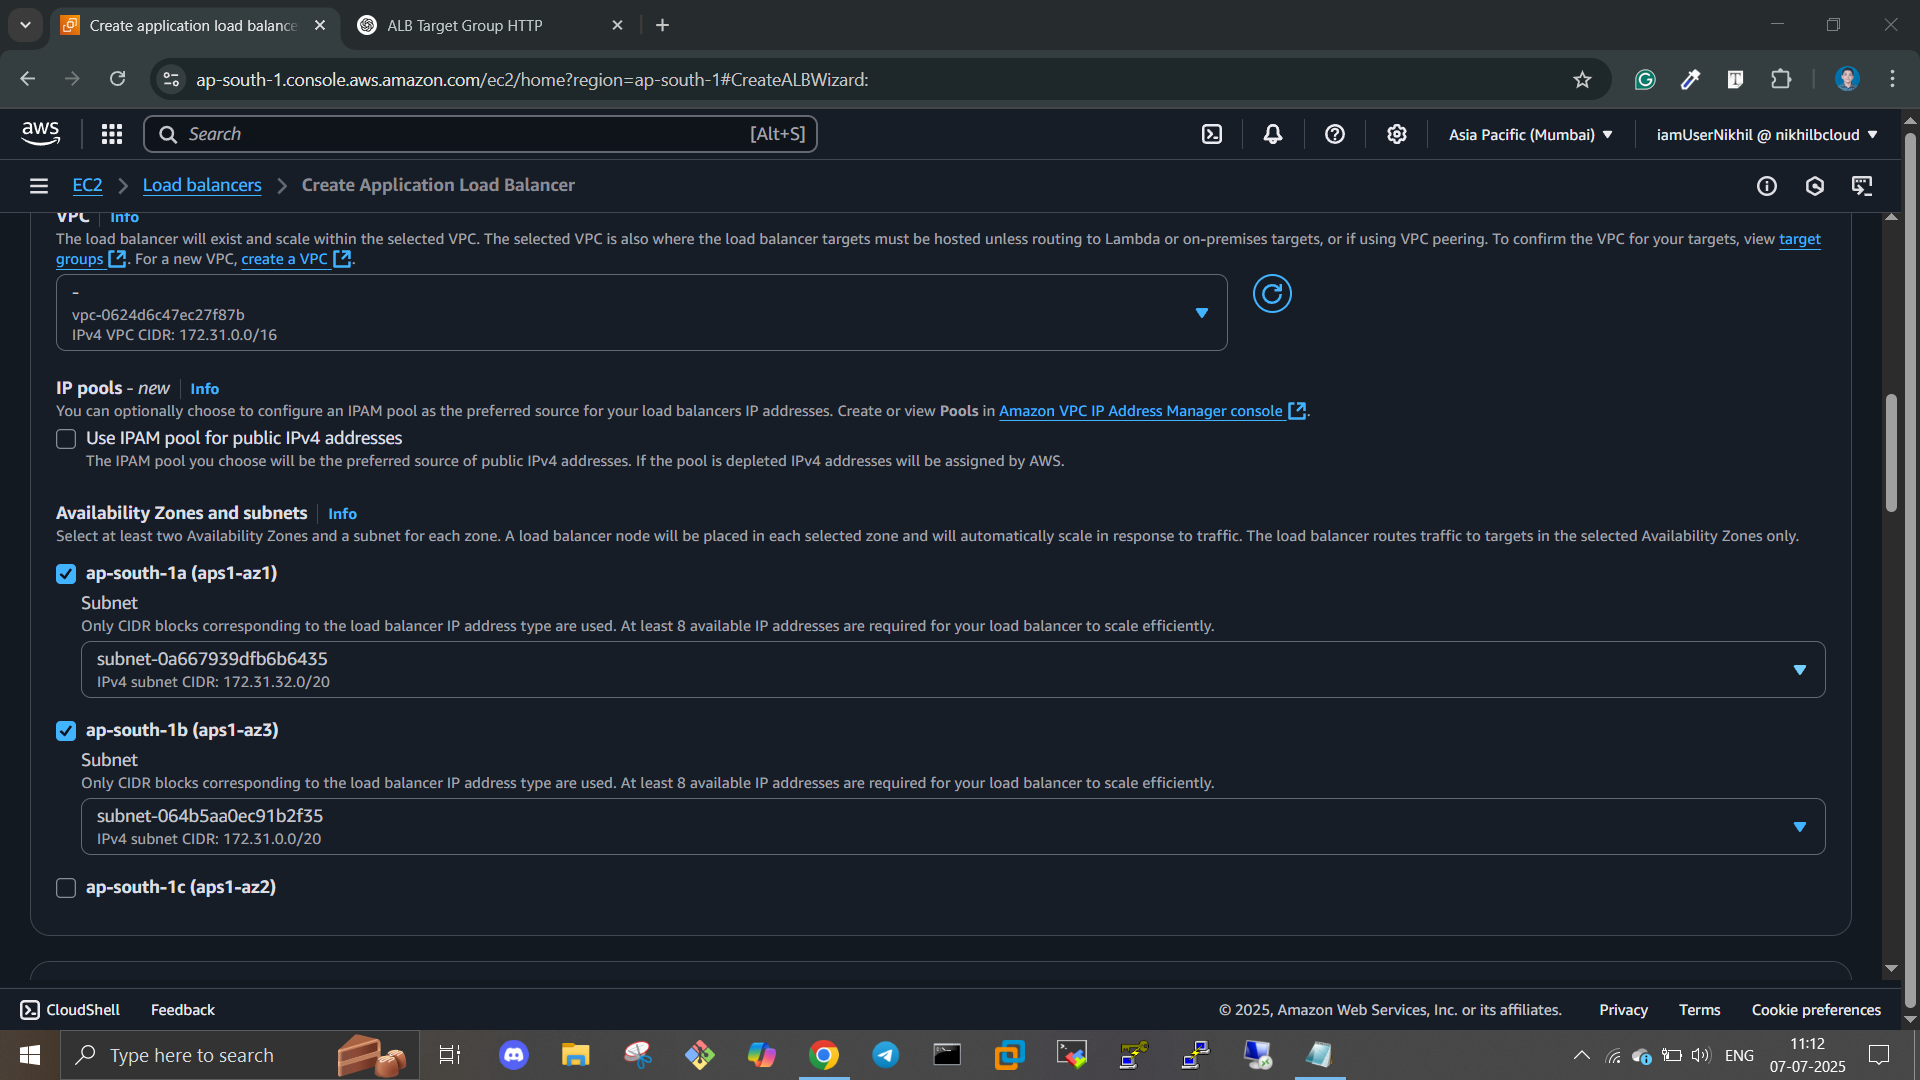 Create application load balance
ALB Target Group HTTP
ap-south-1.console.aws.amazon.com/ec2/home?region=ap-south-1#CreateALBWizard:
aws
Search
[Alt+S]
Asia Pacific (Mumbai)
iamUserNikhil @ nikhilbcloud
EC2
Load balancers
Create Application Load Balancer
VPC
Info
The load balancer will exist and scale within the selected VPC. The selected VPC is also where the load balancer targets must be hosted unless routing to Lambda or on-premises targets, or if using VPC peering. To confirm the VPC for your targets, view target
groups . For a new VPC, create a VPC .
-
vpc-0624d6c47ec27f87b
IPv4 VPC CIDR: 172.31.0.0/16
IP pools - new
Info
You can optionally choose to configure an IPAM pool as the preferred source for your load balancers IP addresses. Create or view Pools in Amazon VPC IP Address Manager console .
Use IPAM pool for public IPv4 addresses
The IPAM pool you choose will be the preferred source of public IPv4 addresses. If the pool is depleted IPv4 addresses will be assigned by AWS.
Availability Zones and subnets
Info
Select at least two Availability Zones and a subnet for each zone. A load balancer node will be placed in each selected zone and will automatically scale in response to traffic. The load balancer routes traffic to targets in the selected Availability Zones only.
ap-south-1a (aps1-az1)
Subnet
Only CIDR blocks corresponding to the load balancer IP address type are used. At least 8 available IP addresses are required for your load balancer to scale efficiently.
subnet-0a667939dfb6b6435
IPv4 subnet CIDR: 172.31.32.0/20
ap-south-1b (aps1-az3)
Subnet
Only CIDR blocks corresponding to the load balancer IP address type are used. At least 8 available IP addresses are required for your load balancer to scale efficiently.
subnet-064b5aa0ec91b2f35
IPv4 subnet CIDR: 172.31.0.0/20
ap-south-1c (aps1-az2)
CloudShell
Feedback
© 2025, Amazon Web Services, Inc. or its affiliates.
Privacy
Terms
Cookie preferences
Type here to search
ENG
11:12
07-07-2025